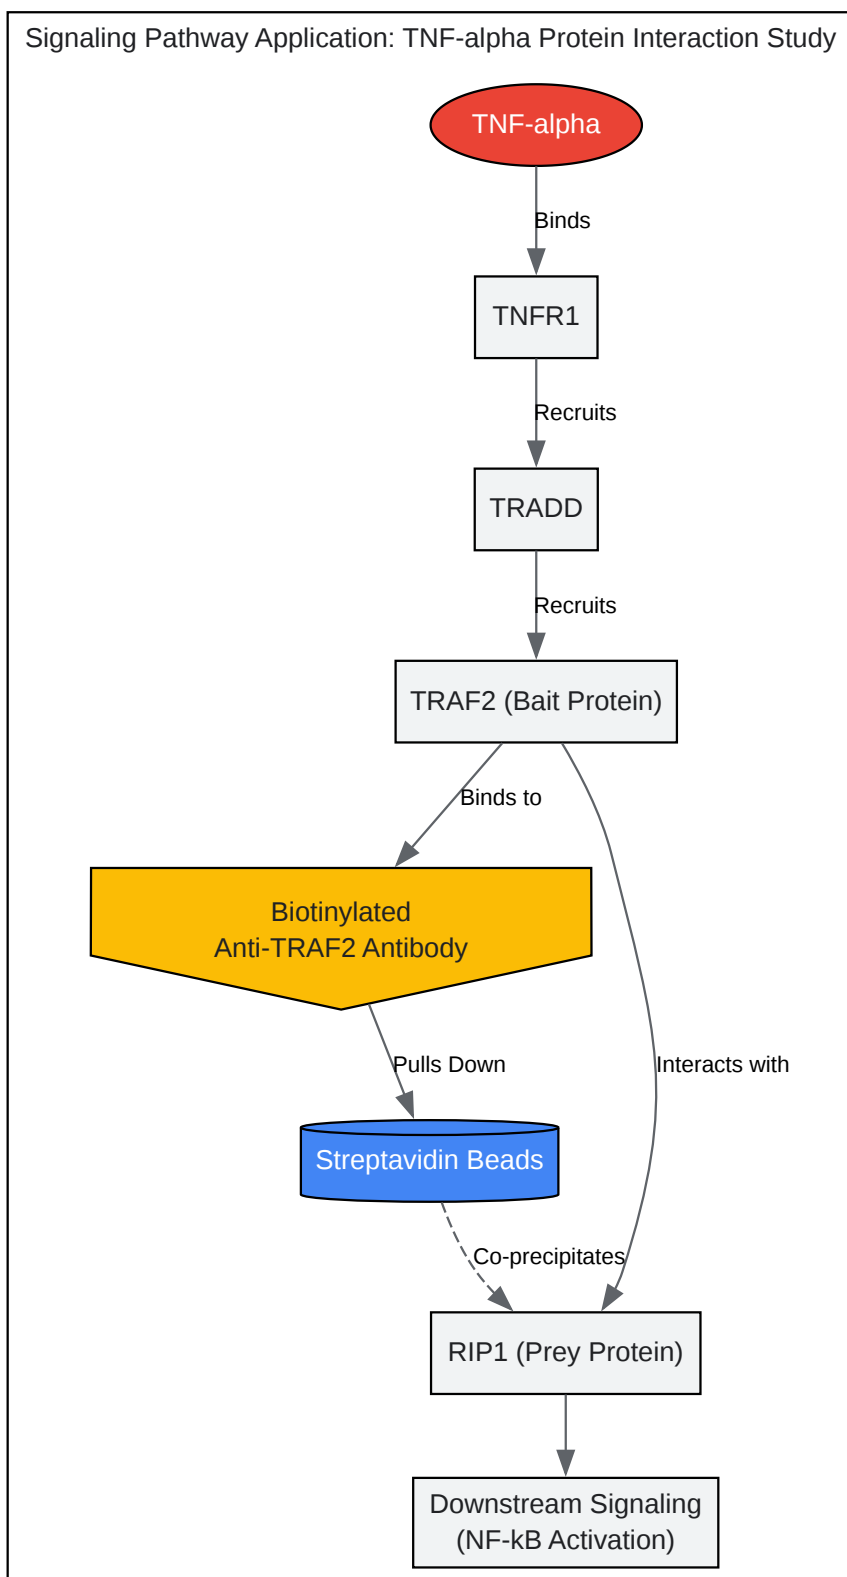 Signaling Pathway Application: TNF-alpha Protein Interaction Study
TNF-alpha
Binds
TNFR1
Recruits
TRADD
Recruits
TRAF2 (Bait Protein)
Binds to
Biotinylated
Anti-TRAF2 Antibody
Pulls Down
Interacts with
Streptavidin Beads
Co-precipitates
RIP1 (Prey Protein)
Downstream Signaling
(NF-kB Activation)